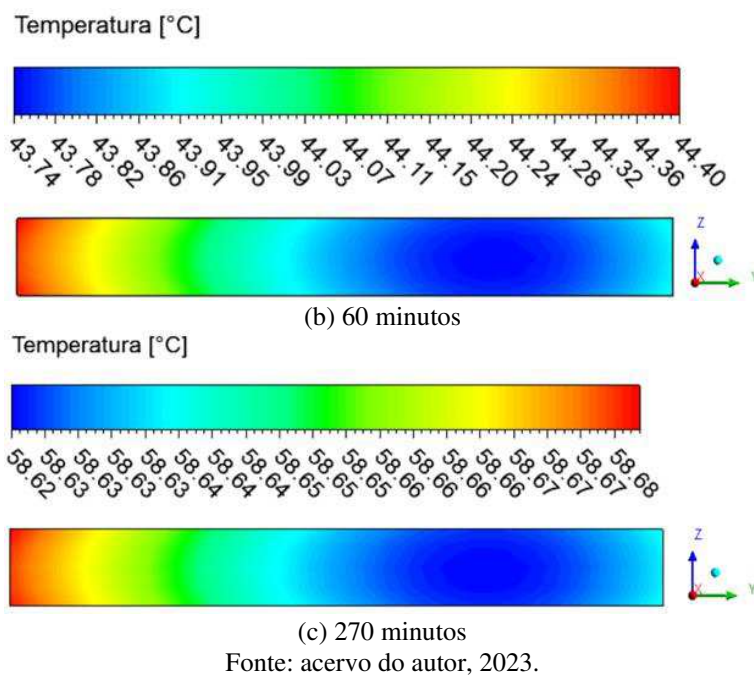 Temperatura [°C]
43.74 43.78 43.82 43.86 43.91 43.95 43.99 44.03 44.07 44.11 44.15 44.20 44.24 44.28 44.32 44.36 44.40
Z
X Y
(b) 60 minutos
Temperatura [°C]
58.62 58.63 58.63 58.63 58.63 58.64 58.64 58.65 58.65 58.65 58.66 58.66 58.66 58.67 58.67 58.67 58.68
Z
X Y
(c) 270 minutos
Fonte: acervo do autor, 2023.